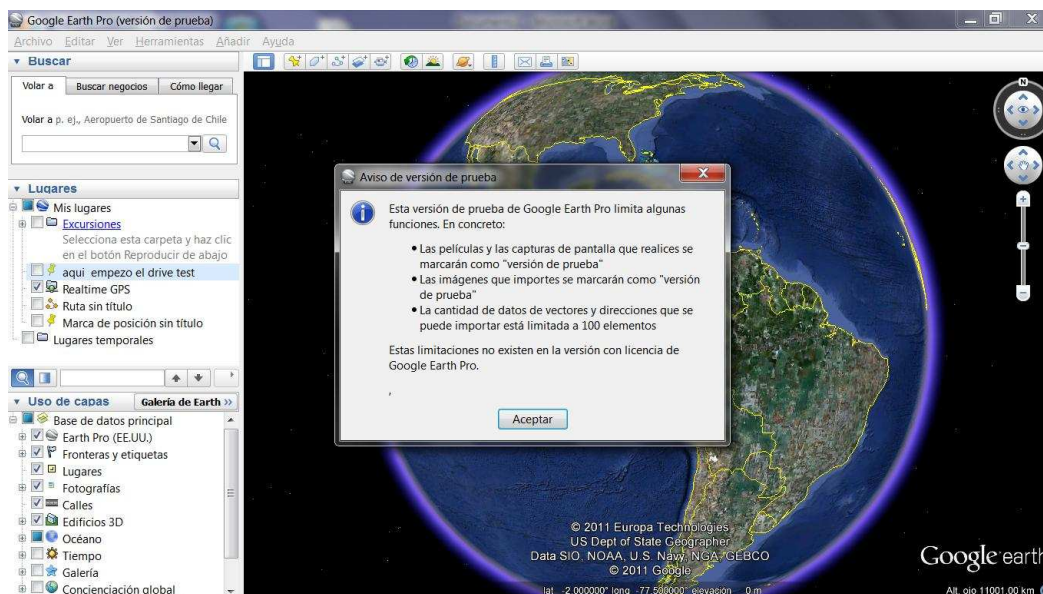 Google Earth Pro (versión de prueba)
Archivo Editar Ver Herramientas Añadir Ayuda
Buscar
Volar a Buscar negocios Cómo llegar
Volar a p. ej., Aeropuerto de Santiago de Chile
Lugares
Mis lugares
Excursiones
Selecciona esta carpeta y haz clic
en el botón Reproducir de abajo
aqui empezo el drive test
Realtime GPS
Ruta sin título
Marca de posición sin título
Lugares temporales
Uso de capas Galería de Earth >>
Base de datos principal
Earth Pro (EE.UU.)
Fronteras y etiquetas
Lugares
Fotografías
Calles
Edificios 3D
Océano
Tiempo
Galería
Concienciación global
Aviso de versión de prueba
Esta versión de prueba de Google Earth Pro limita algunas
funciones. En concreto:
• Las películas y las capturas de pantalla que realices se
marcarán como "versión de prueba"
• Las imágenes que importes se marcarán como "versión
de prueba"
• La cantidad de datos de vectores y direcciones que se
puede importar está limitada a 100 elementos
Estas limitaciones no existen en la versión con licencia de
Google Earth Pro.
,
Aceptar
N
© 2011 Europa Technologies
US Dept of State Geographer
Data SIO, NOAA, U.S. Navy, NGA, GEBCO
© 2011 Google
Google earth
lat -2.000000° long -77.500000° elevación 0 m
Alt. ojo 11001.00 km